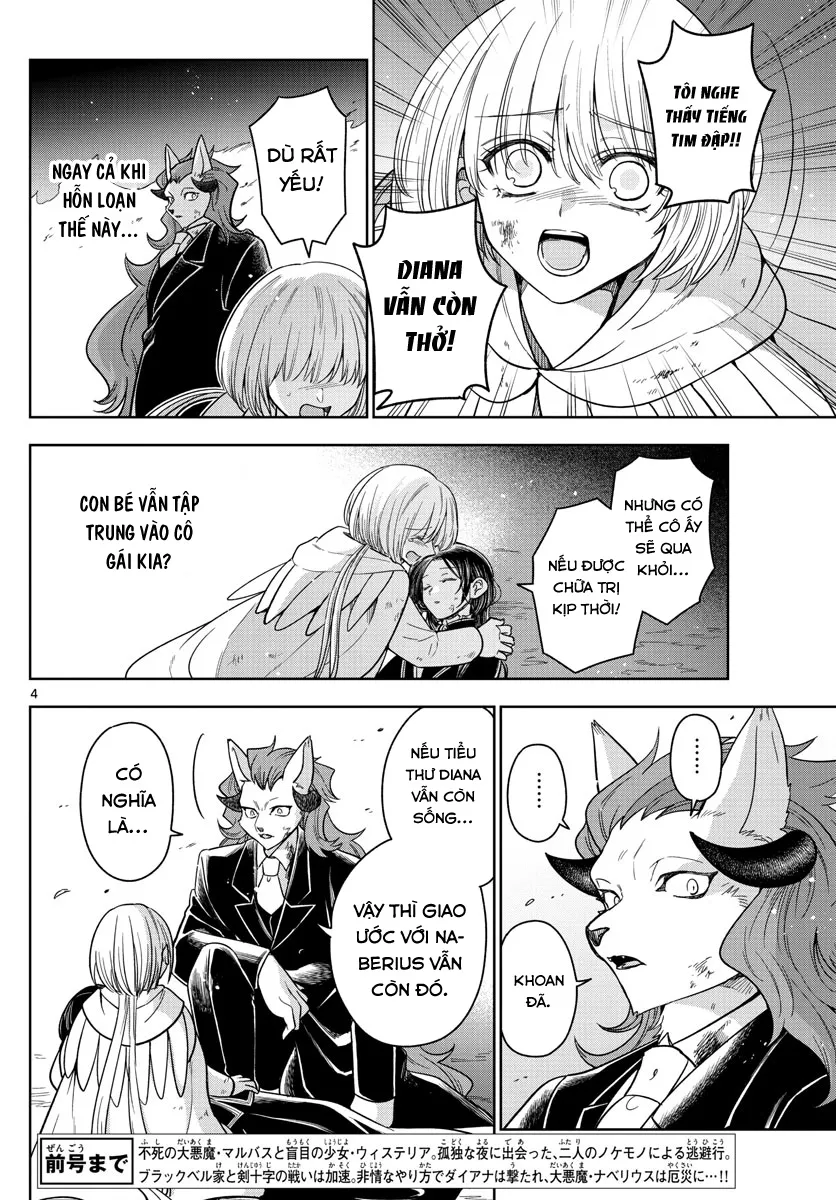 TÔI NGHE
THẤY TIẾNG
TIM ĐẬP!!
DIANA
VẪN CÒN
THỞ!
DÙ RẤT
YẾU!
NGAY CẢ KHI
HỖN LOẠN
THẾ NÀY...
NHƯNG CÓ
THỂ CÔ ẤY
SẼ QUA
KHỎI...
NẾU ĐƯỢC
CHỮA TRỊ
KỊP THỜI!
CON BÉ VẪN TẬP
TRUNG VÀO CÔ
GÁI KIA?
4
......
......
KHOAN
ĐÃ.
NẾU TIỂU
THƯ DIANA
VẪN CÒN
SỐNG...
VẬY THÌ GIAO
ƯỚC VỚI NA-
BERIUS VẪN
CÒN ĐÓ.
CÓ
NGHĨA
LÀ...
前号まで
不死の大悪魔・マルバスと盲目の少女・ウィステリア。孤独な夜に出会った、二人のノケモノによる逃避行。
ブラックベル家と剣十字の戦いは加速。非情なやり方でダイアナは撃たれ、大悪魔・ナベリウスは厄災に…!!